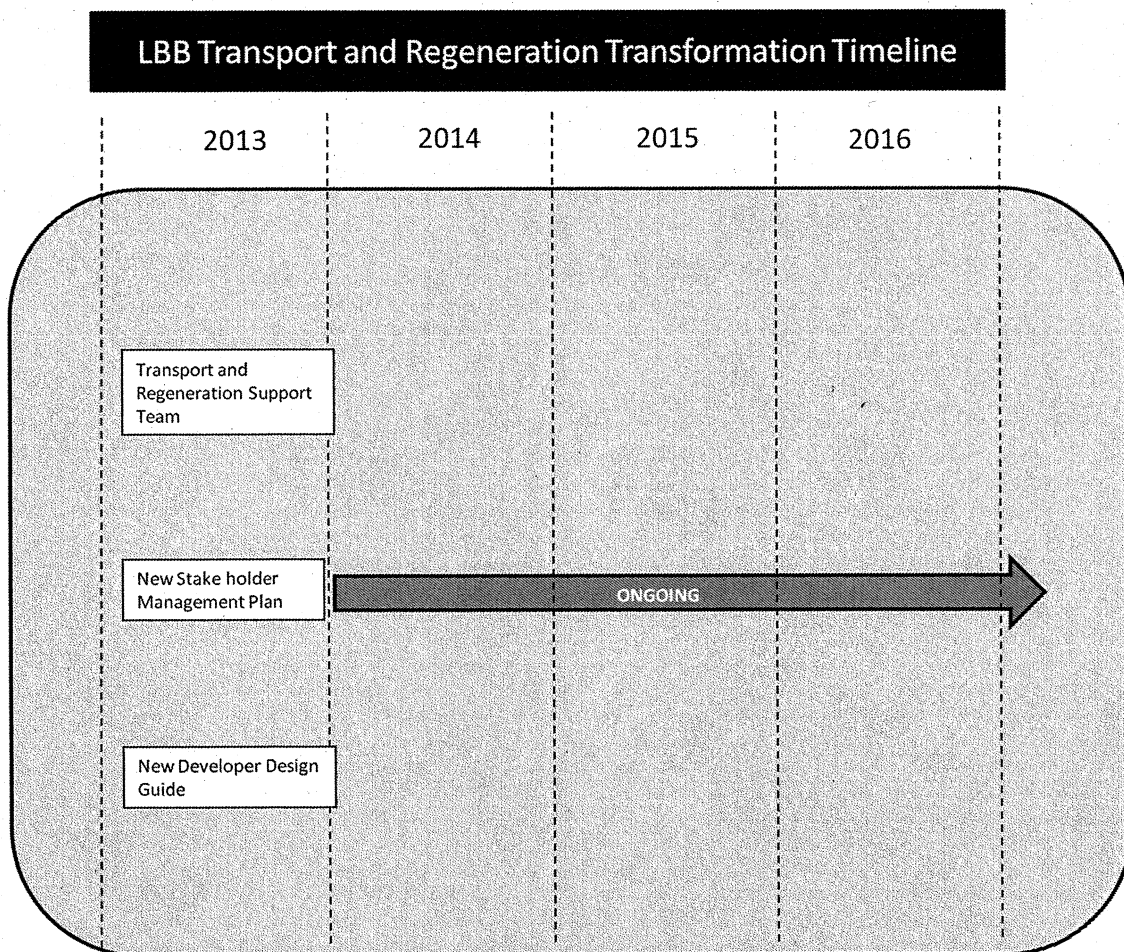 LBB Transport and Regeneration Transformation Timeline
2013 2014 2015 2016
Transport and
Regeneration Support
Team
New Stake holder
Management Plan
ONGOING
New Developer Design
Guide